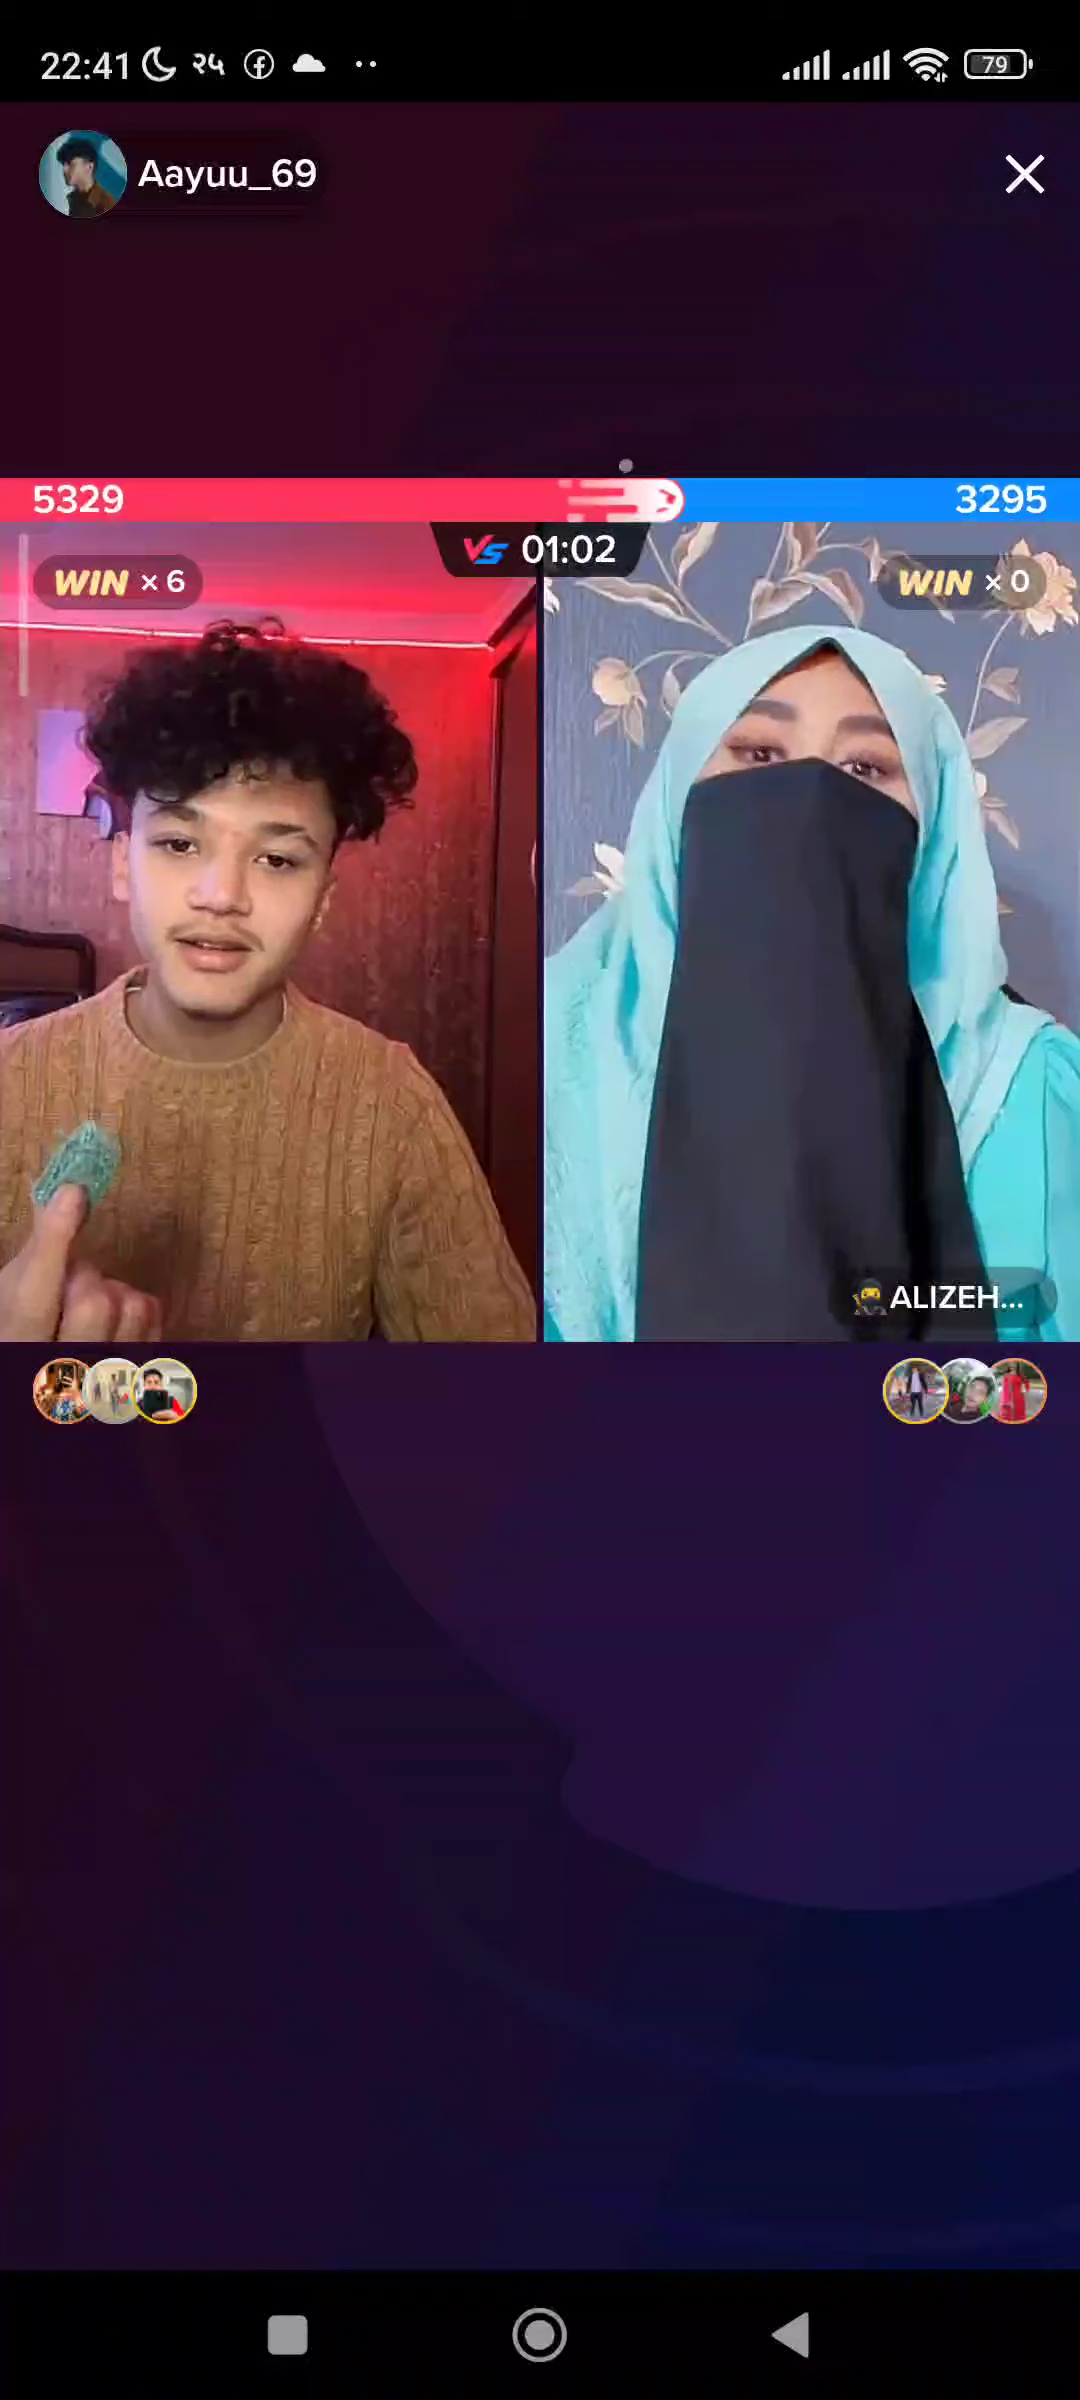 22:41 २५ 79
Aayuu_69
5329 3295
VS 01:02
WIN × 6
WIN × 0
ALIZEH...